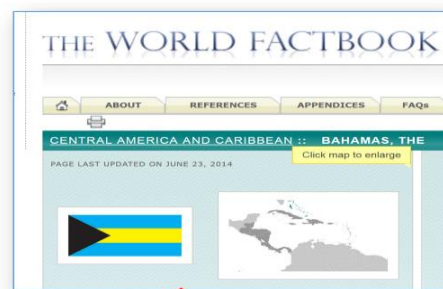 THE WORLD FACTBOOK
ABOUT REFERENCES APPENDICES FAQs
CENTRAL AMERICA AND CARIBBEAN :: BAHAMAS, THE
Click map to enlarge
PAGE LAST UPDATED ON JUNE 23, 2014